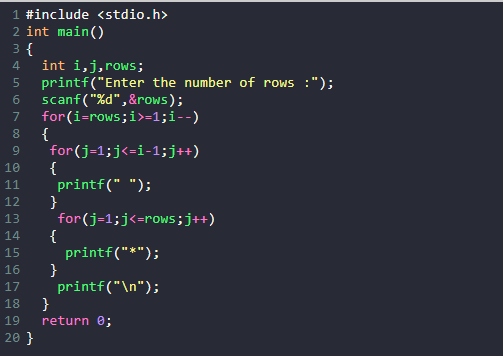 1 #include <stdio.h>
2 int main()
3 {
4   int i,j,rows;
5   printf("Enter the number of rows :");
6   scanf("%d",&rows);
7   for(i=rows;i>=1;i--)
8   {
9    for(j=1;j<=i-1;j++)
10    {
11     printf(" ");
12    }
13     for(j=1;j<=rows;j++)
14    {
15      printf("*");
16    }
17     printf("\n");
18   }
19   return 0;
20 }